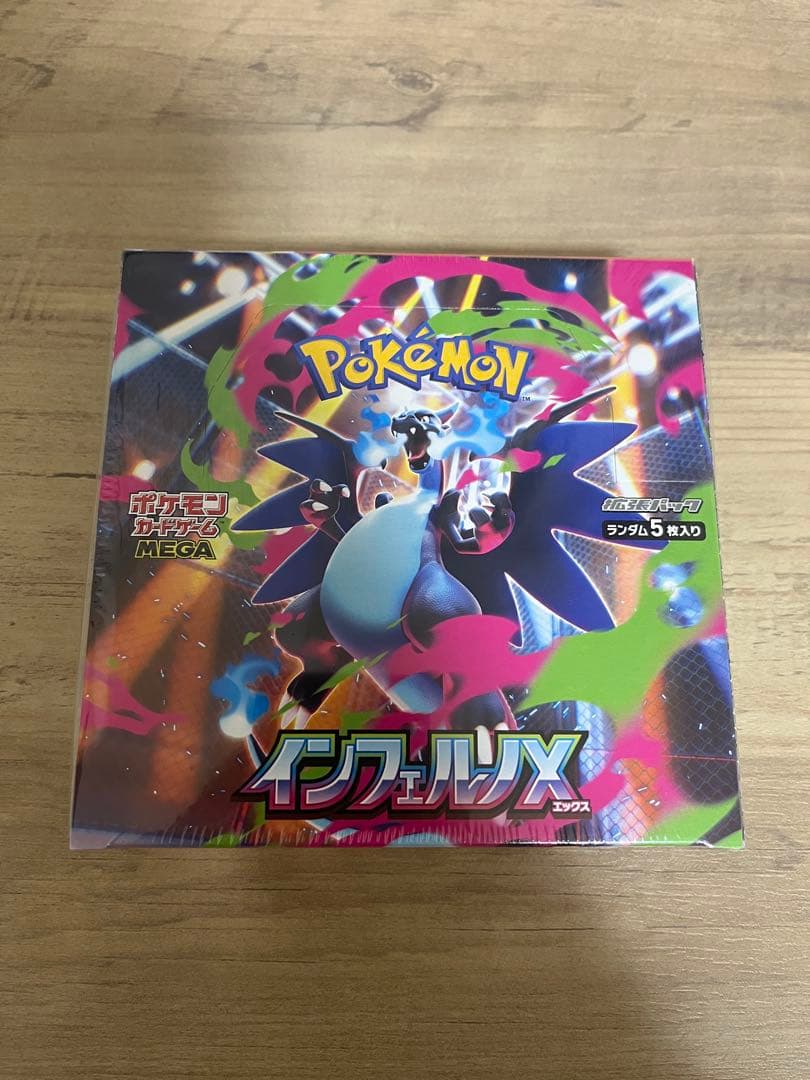 POKéMON
TM
ポケモン
カードゲーム
MEGA
拡張パック
ランダム5枚入り
インフェルノX
エックス